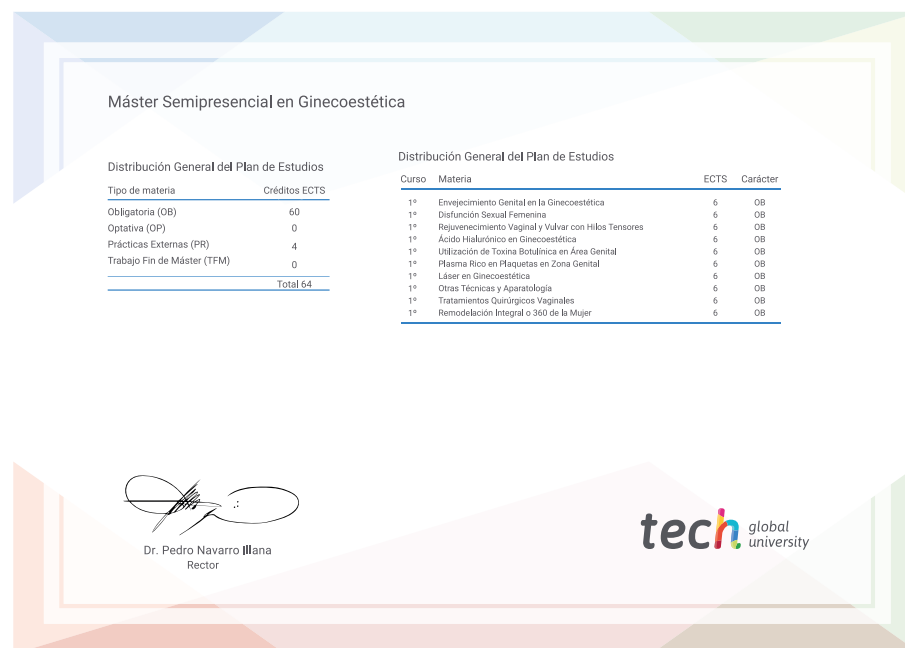 Máster Semipresencial en Ginecoestética
Distribución General del Plan de Estudios
Tipo de materia Créditos ECTS
Obligatoria (OB) 60
Optativa (OP) 0
Prácticas Externas (PR) 4
Trabajo Fin de Máster (TFM) 0
Total 64
Distribución General del Plan de Estudios
Curso Materia ECTS Carácter
1º Envejecimiento Genital en la Ginecoestética 6 OB
1º Disfunción Sexual Femenina 6 OB
1º Rejuvenecimiento Vaginal y Vulvar con Hilos Tensores 6 OB
1º Ácido Hialurónico en Ginecoestética 6 OB
1º Utilización de Toxina Botulínica en Área Genital 6 OB
1º Plasma Rico en Plaquetas en Zona Genital 6 OB
1º Láser en Ginecoestética 6 OB
1º Otras Técnicas y Aparatología 6 OB
1º Tratamientos Quirúrgicos Vaginales 6 OB
1º Remodelación Integral o 360 de la Mujer 6 OB
Dr. Pedro Navarro Illana
Rector
tech global university